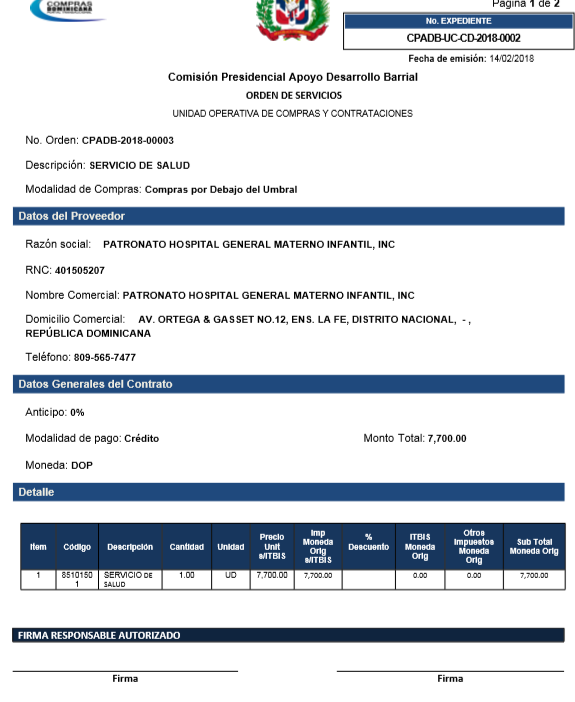 COMPRAS
DOMINICANA
Página 1 de 2
No. EXPEDIENTE
CPADB-UC-CD-2018-0002
Fecha de emisión: 14/02/2018
Comisión Presidencial Apoyo Desarrollo Barrial
ORDEN DE SERVICIOS
UNIDAD OPERATIVA DE COMPRAS Y CONTRATACIONES
No. Orden: CPADB-2018-00003
Descripción: SERVICIO DE SALUD
Modalidad de Compras: Compras por Debajo del Umbral
Datos del Proveedor
Razón social: PATRONATO HOSPITAL GENERAL MATERNO INFANTIL, INC
RNC: 401505207
Nombre Comercial: PATRONATO HOSPITAL GENERAL MATERNO INFANTIL, INC
Domicilio Comercial: AV. ORTEGA & GASSET NO.12, ENS. LA FE, DISTRITO NACIONAL, - ,
REPÚBLICA DOMINICANA
Teléfono: 809-565-7477
Datos Generales del Contrato
Anticipo: 0%
Modalidad de pago: Crédito Monto Total: 7,700.00
Moneda: DOP
Detalle
Item Código Descripción Cantidad Unidad Precio Unit s/ITBIS Imp Moneda Orig s/ITBIS % Descuento ITBIS Moneda Orig Otros Impuestos Moneda Orig Sub Total Moneda Orig
1 85101501 SERVICIO DE SALUD 1.00 UD 7,700.00 7,700.00 0.00 0.00 7,700.00
FIRMA RESPONSABLE AUTORIZADO
Firma Firma